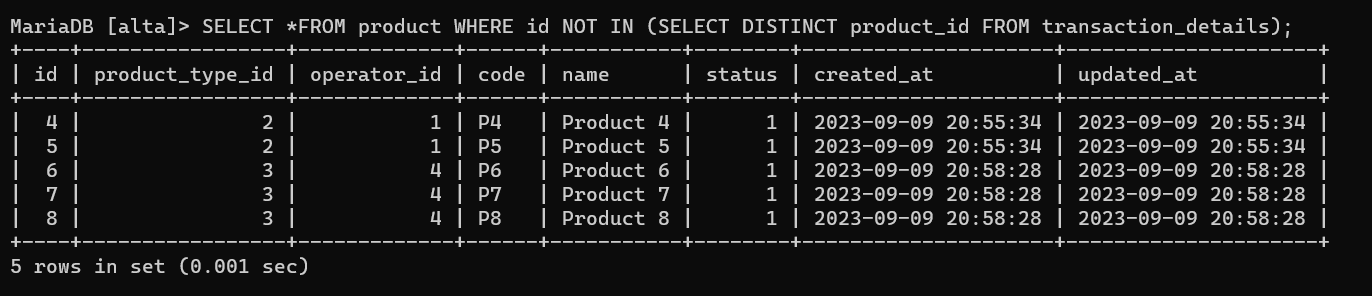 MariaDB [alta]> SELECT *FROM product WHERE id NOT IN (SELECT DISTINCT product_id FROM transaction_details);
+----+-----------------+-------------+------+-----------+--------+---------------------+---------------------+
| id | product_type_id | operator_id | code | name      | status | created_at          | updated_at          |
+----+-----------------+-------------+------+-----------+--------+---------------------+---------------------+
|  4 |               2 |           1 | P4   | Product 4 |      1 | 2023-09-09 20:55:34 | 2023-09-09 20:55:34 |
|  5 |               2 |           1 | P5   | Product 5 |      1 | 2023-09-09 20:55:34 | 2023-09-09 20:55:34 |
|  6 |               3 |           4 | P6   | Product 6 |      1 | 2023-09-09 20:58:28 | 2023-09-09 20:58:28 |
|  7 |               3 |           4 | P7   | Product 7 |      1 | 2023-09-09 20:58:28 | 2023-09-09 20:58:28 |
|  8 |               3 |           4 | P8   | Product 8 |      1 | 2023-09-09 20:58:28 | 2023-09-09 20:58:28 |
+----+-----------------+-------------+------+-----------+--------+---------------------+---------------------+
5 rows in set (0.001 sec)